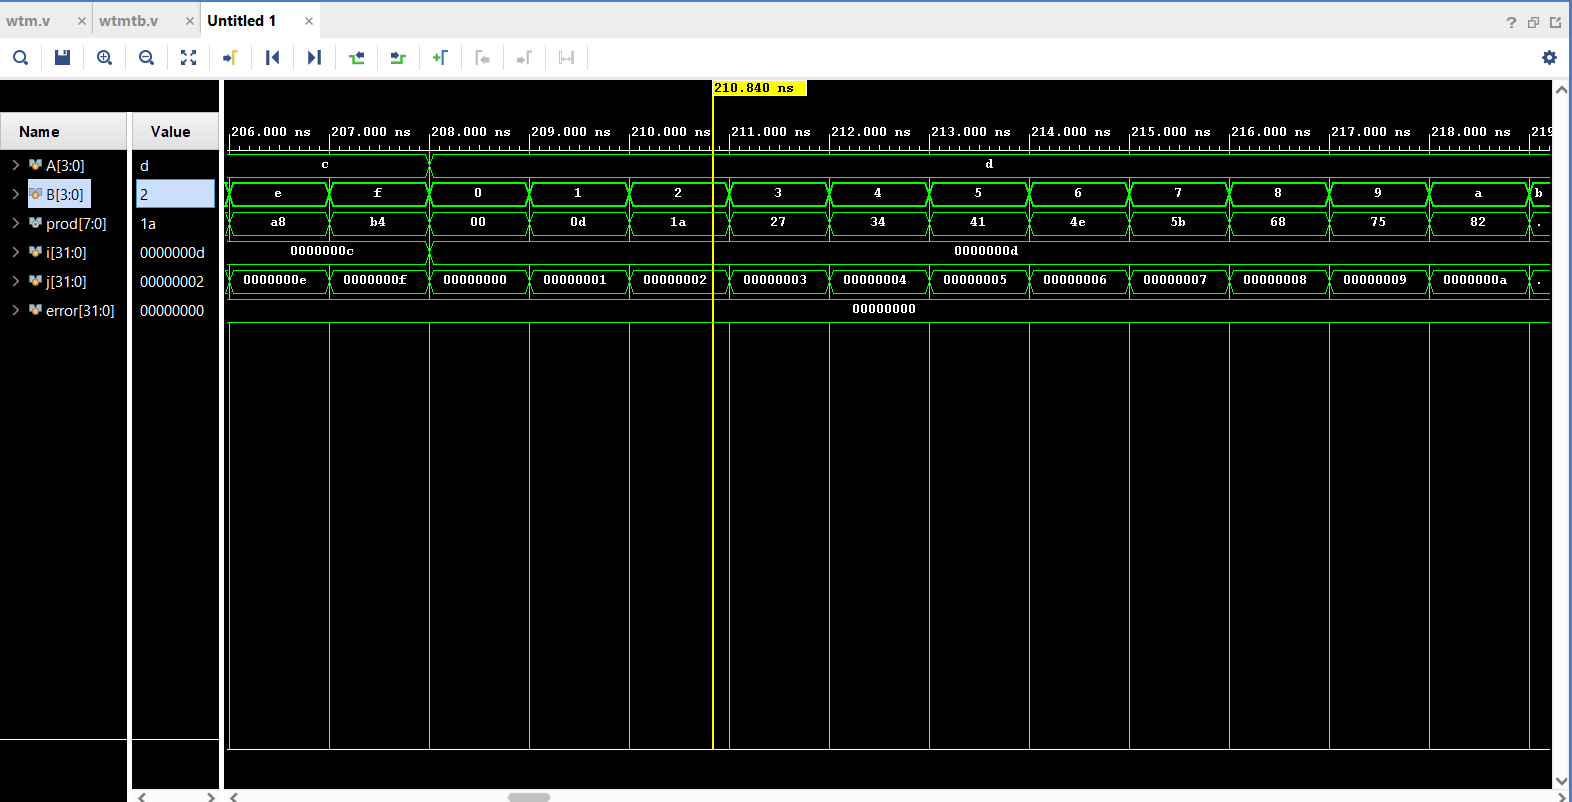 wtm.v × wtmtb.v × Untitled 1 ×
?
210.840 ns
Name Value
206.000 ns 207.000 ns 208.000 ns 209.000 ns 210.000 ns 211.000 ns 212.000 ns 213.000 ns 214.000 ns 215.000 ns 216.000 ns 217.000 ns 218.000 ns 219
A[3:0] d c d
B[3:0] 2 e f 0 1 2 3 4 5 6 7 8 9 a b
prod[7:0] 1a a8 b4 00 0d 1a 27 34 41 4e 5b 68 75 82 .
i[31:0] 0000000d 0000000c 0000000d
j[31:0] 00000002 0000000e 0000000f 00000000 00000001 00000002 00000003 00000004 00000005 00000006 00000007 00000008 00000009 0000000a .
error[31:0] 00000000 00000000